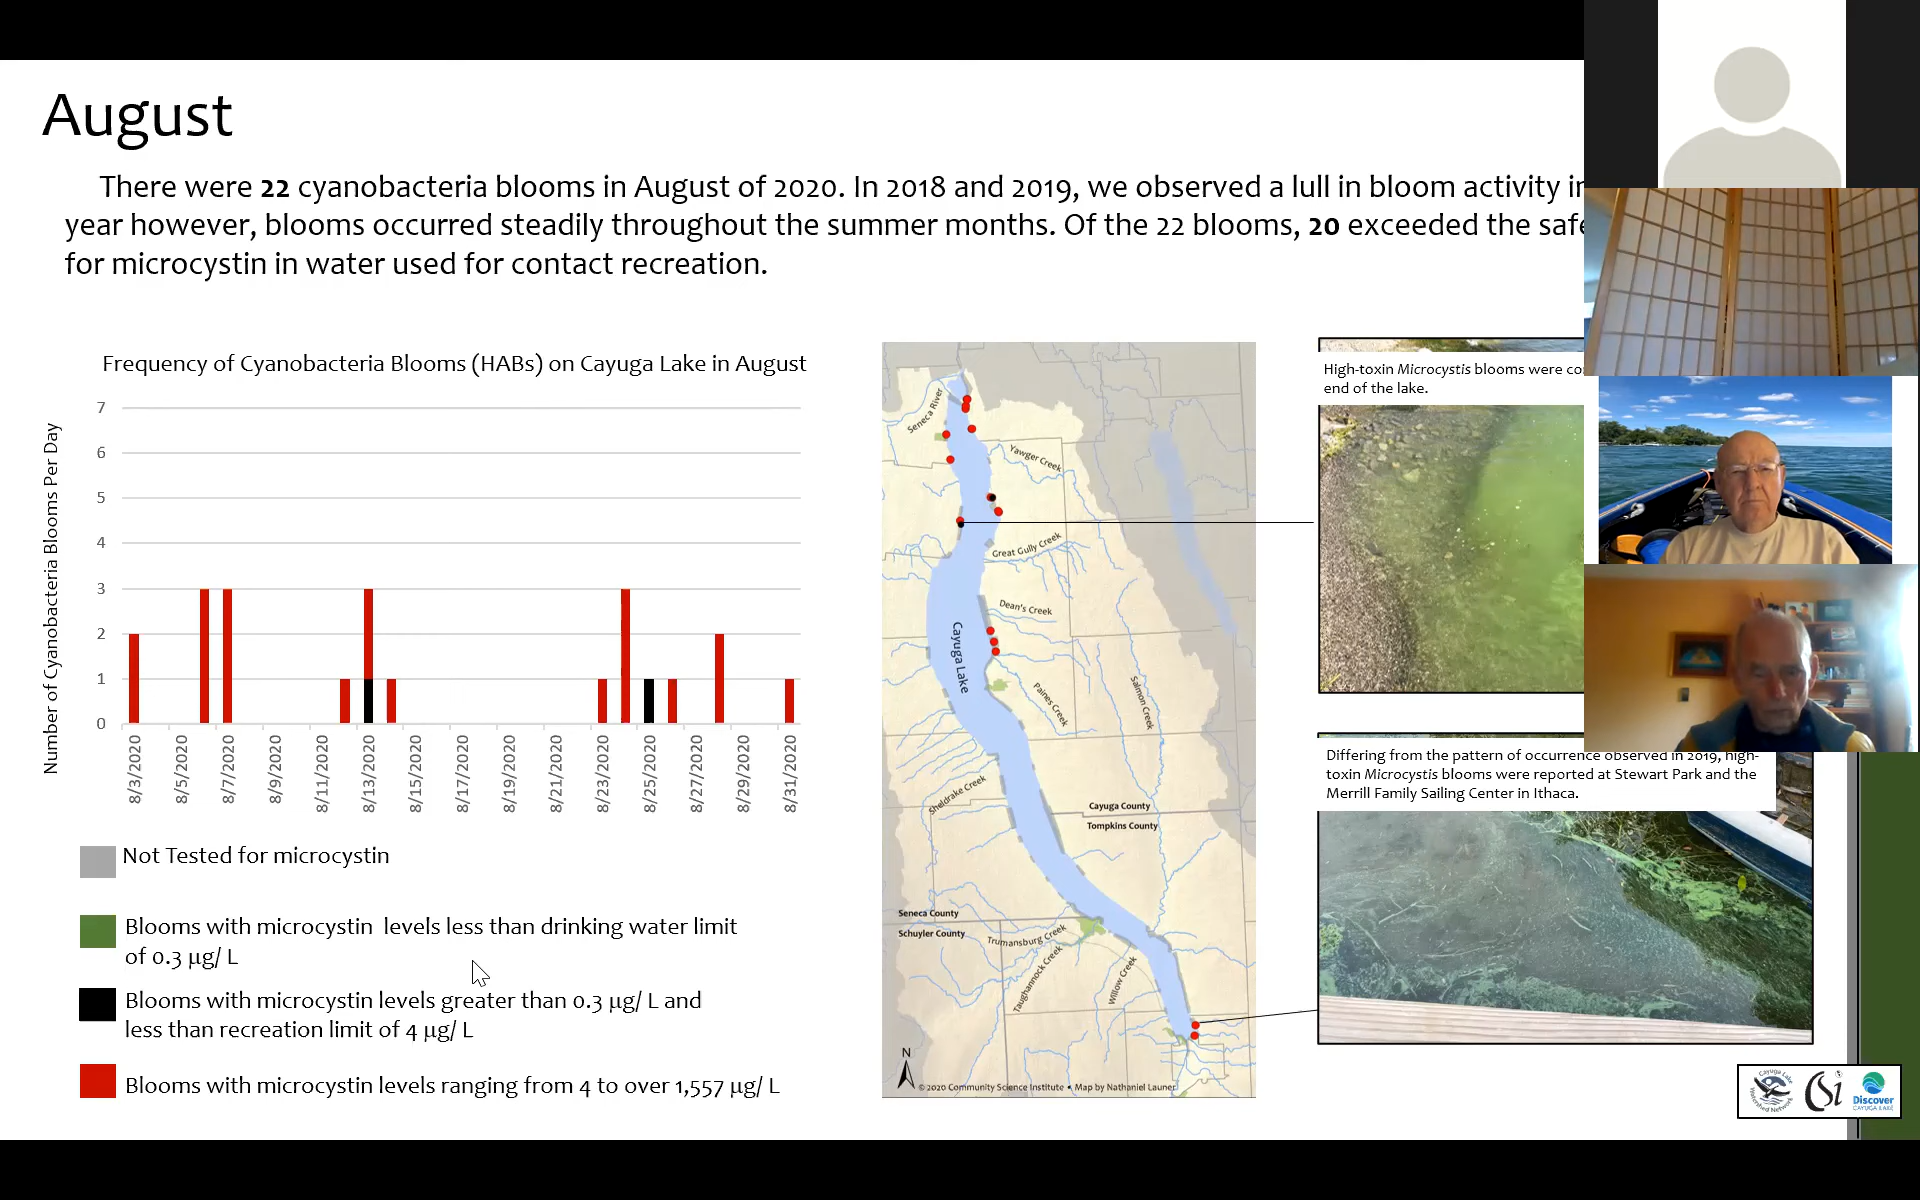 August
There were 22 cyanobacteria blooms in August of 2020. In 2018 and 2019, we observed a lull in bloom activity in
year however, blooms occurred steadily throughout the summer months. Of the 22 blooms, 20 exceeded the safe
for microcystin in water used for contact recreation.
Frequency of Cyanobacteria Blooms (HABs) on Cayuga Lake in August
Number of Cyanobacteria Blooms Per Day
7
6
5
4
3
2
1
0
8/3/2020
8/5/2020
8/7/2020
8/9/2020
8/11/2020
8/13/2020
8/15/2020
8/17/2020
8/19/2020
8/21/2020
8/23/2020
8/25/2020
8/27/2020
8/29/2020
8/31/2020
Not Tested for microcystin
Blooms with microcystin levels less than drinking water limit
of 0.3 µg/ L
Blooms with microcystin levels greater than 0.3 µg/ L and
less than recreation limit of 4 µg/ L
Blooms with microcystin levels ranging from 4 to over 1,557 µg/ L
Seneca River
Yawger Creek
Great Gully Creek
Dean's Creek
Cayuga Lake
Paines Creek
Salmon Creek
Sheldrake Creek
Cayuga County
Tompkins County
Seneca County
Schuyler County
Trumansburg Creek
Taughannock Creek
Willow Creek
N
©2020 Community Science Institute • Map by Nathaniel Launer
High-toxin Microcystis blooms were
end of the lake.
Differing from the pattern of occurrence observed in 2019, high-
toxin Microcystis blooms were reported at Stewart Park and the
Merrill Family Sailing Center in Ithaca.
Cayuga Lake
Watershed Network
CSi
Discover
CAYUGA LAKE